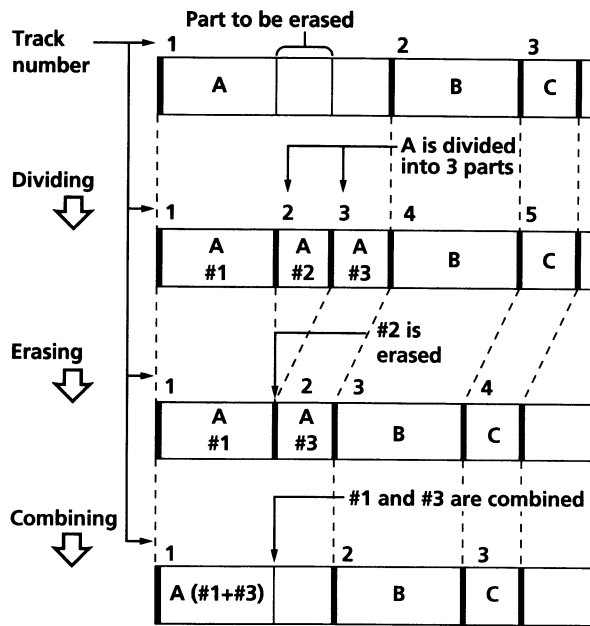 Part to be erased
Track
number
1
2
3
A
B
C
A is divided
into 3 parts
Dividing
1
2
3
4
5
A
#1
A
#2
A
#3
B
C
#2 is
erased
Erasing
1
2
3
4
A
#1
A
#3
B
C
#1 and #3 are combined
Combining
1
2
3
A (#1+#3)
B
C